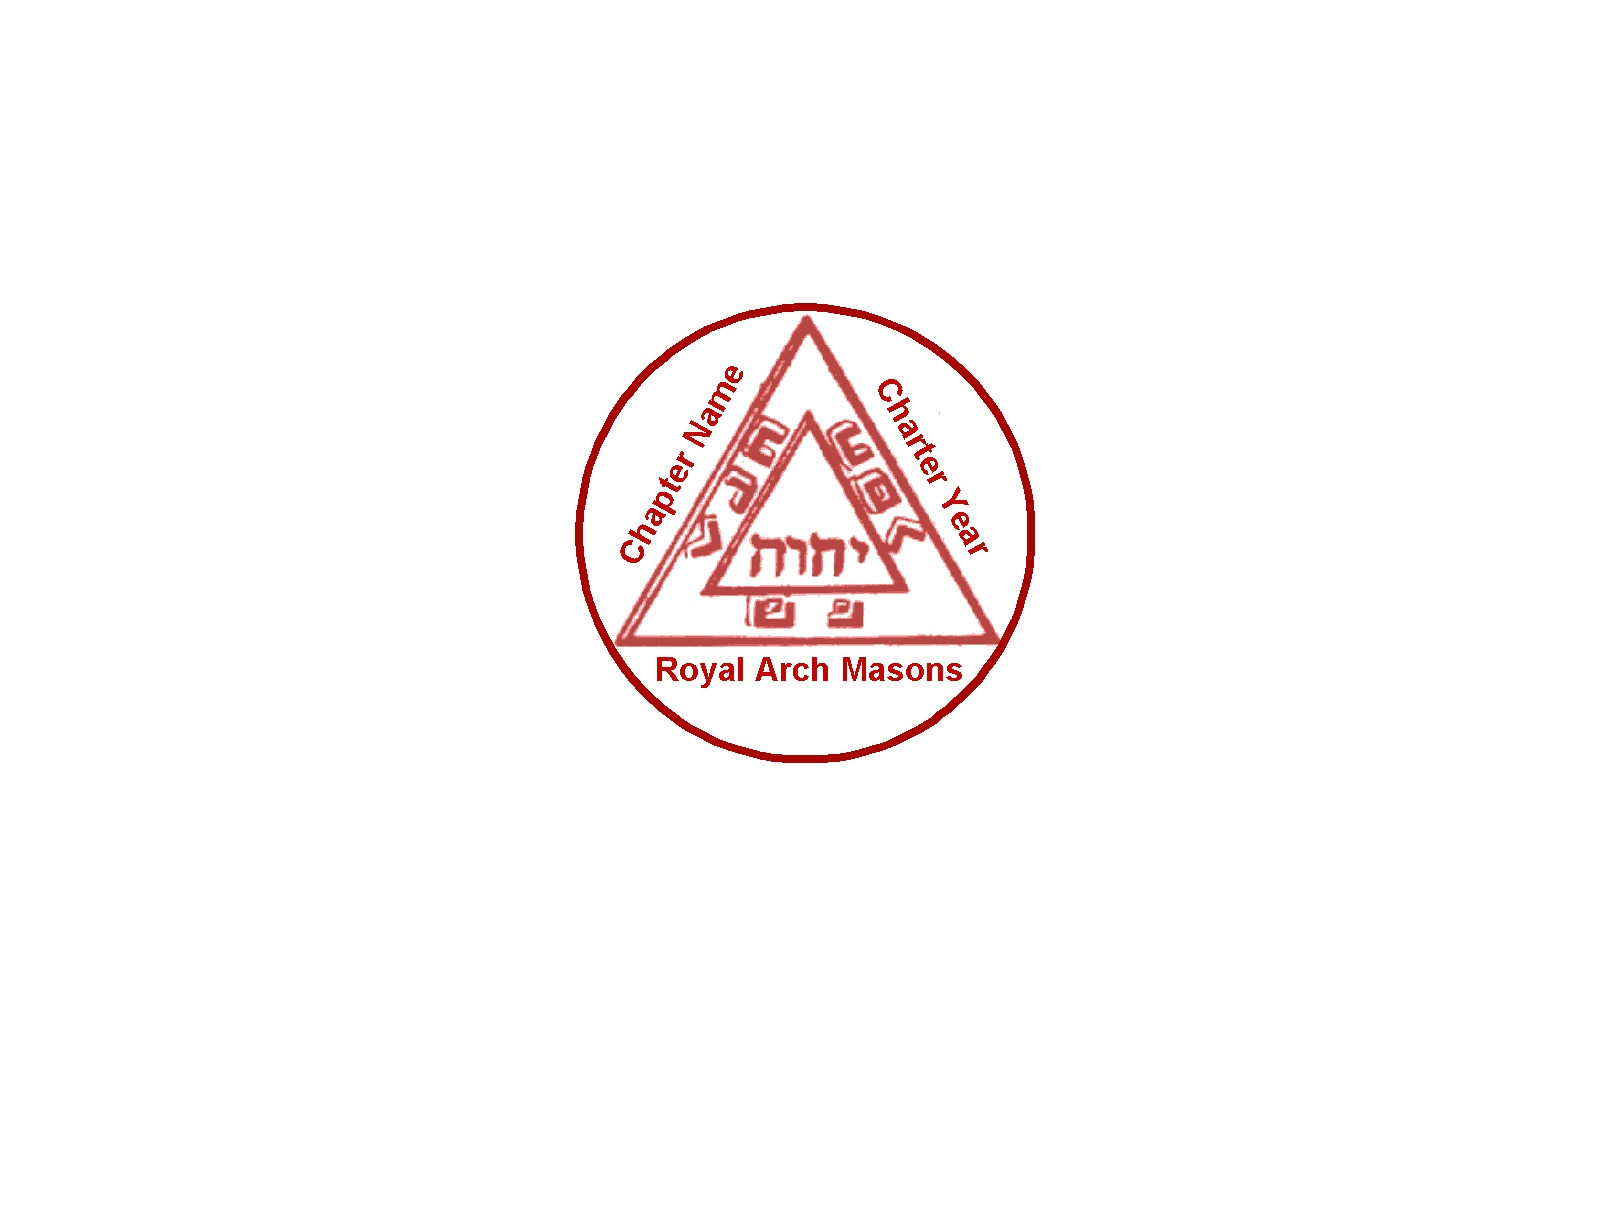 Chapter Name
Charter Year
יהוה
Royal Arch Masons